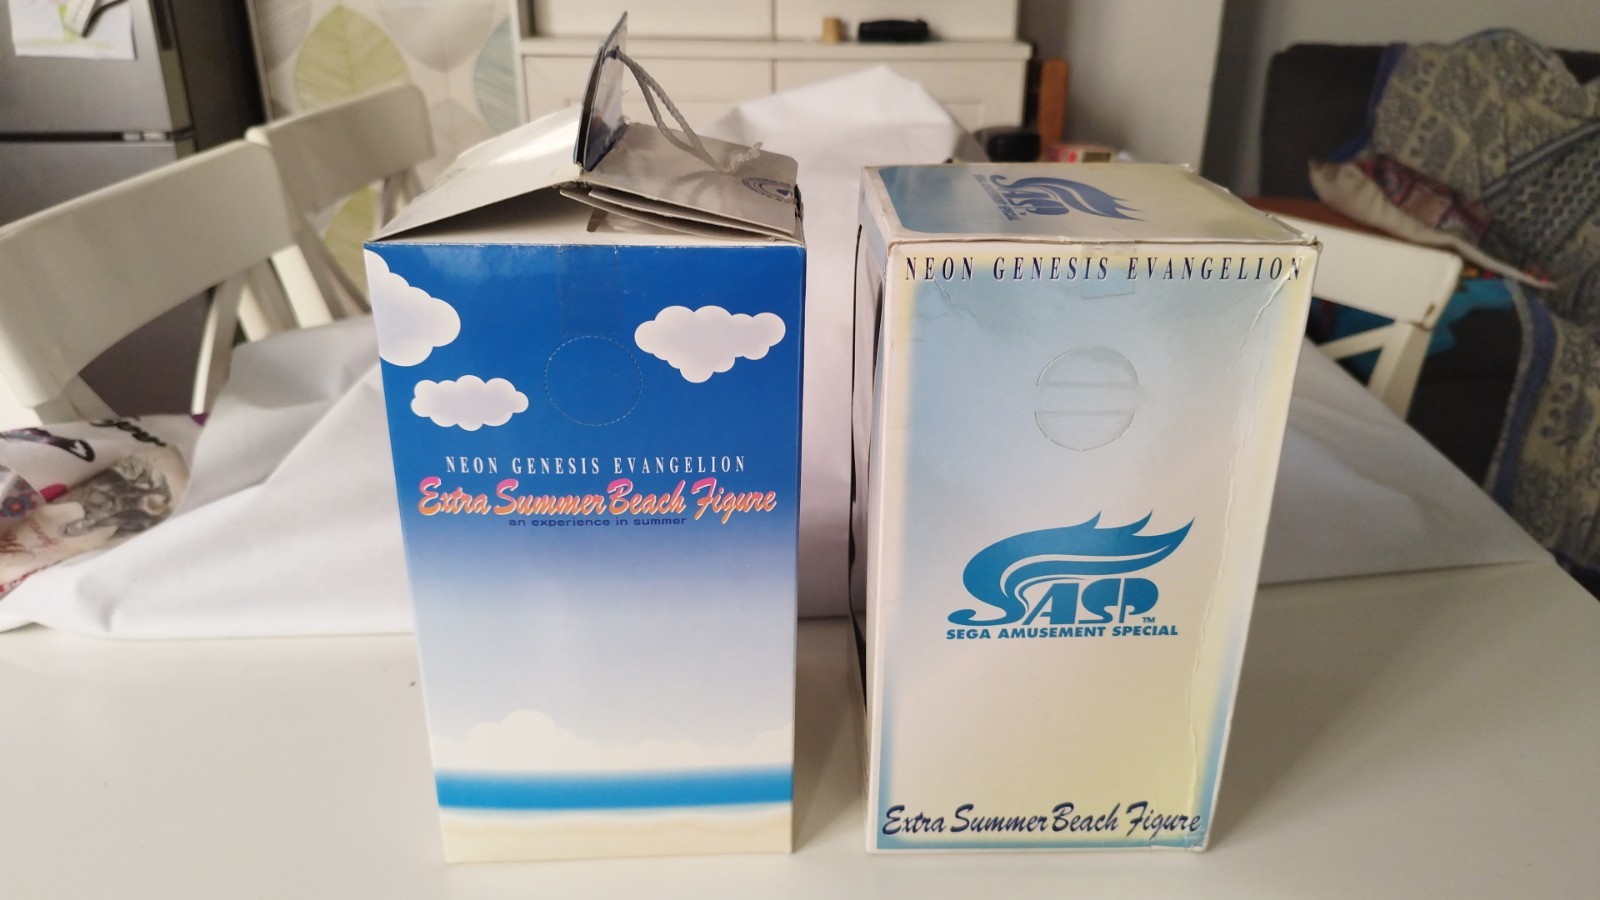 NEON GENESIS EVANGELION
Extra Summer Beach Figure
an experience in summer
SASP
NEON GENESIS EVANGELION
SASP™
SEGA AMUSEMENT SPECIAL
Extra Summer Beach Figure